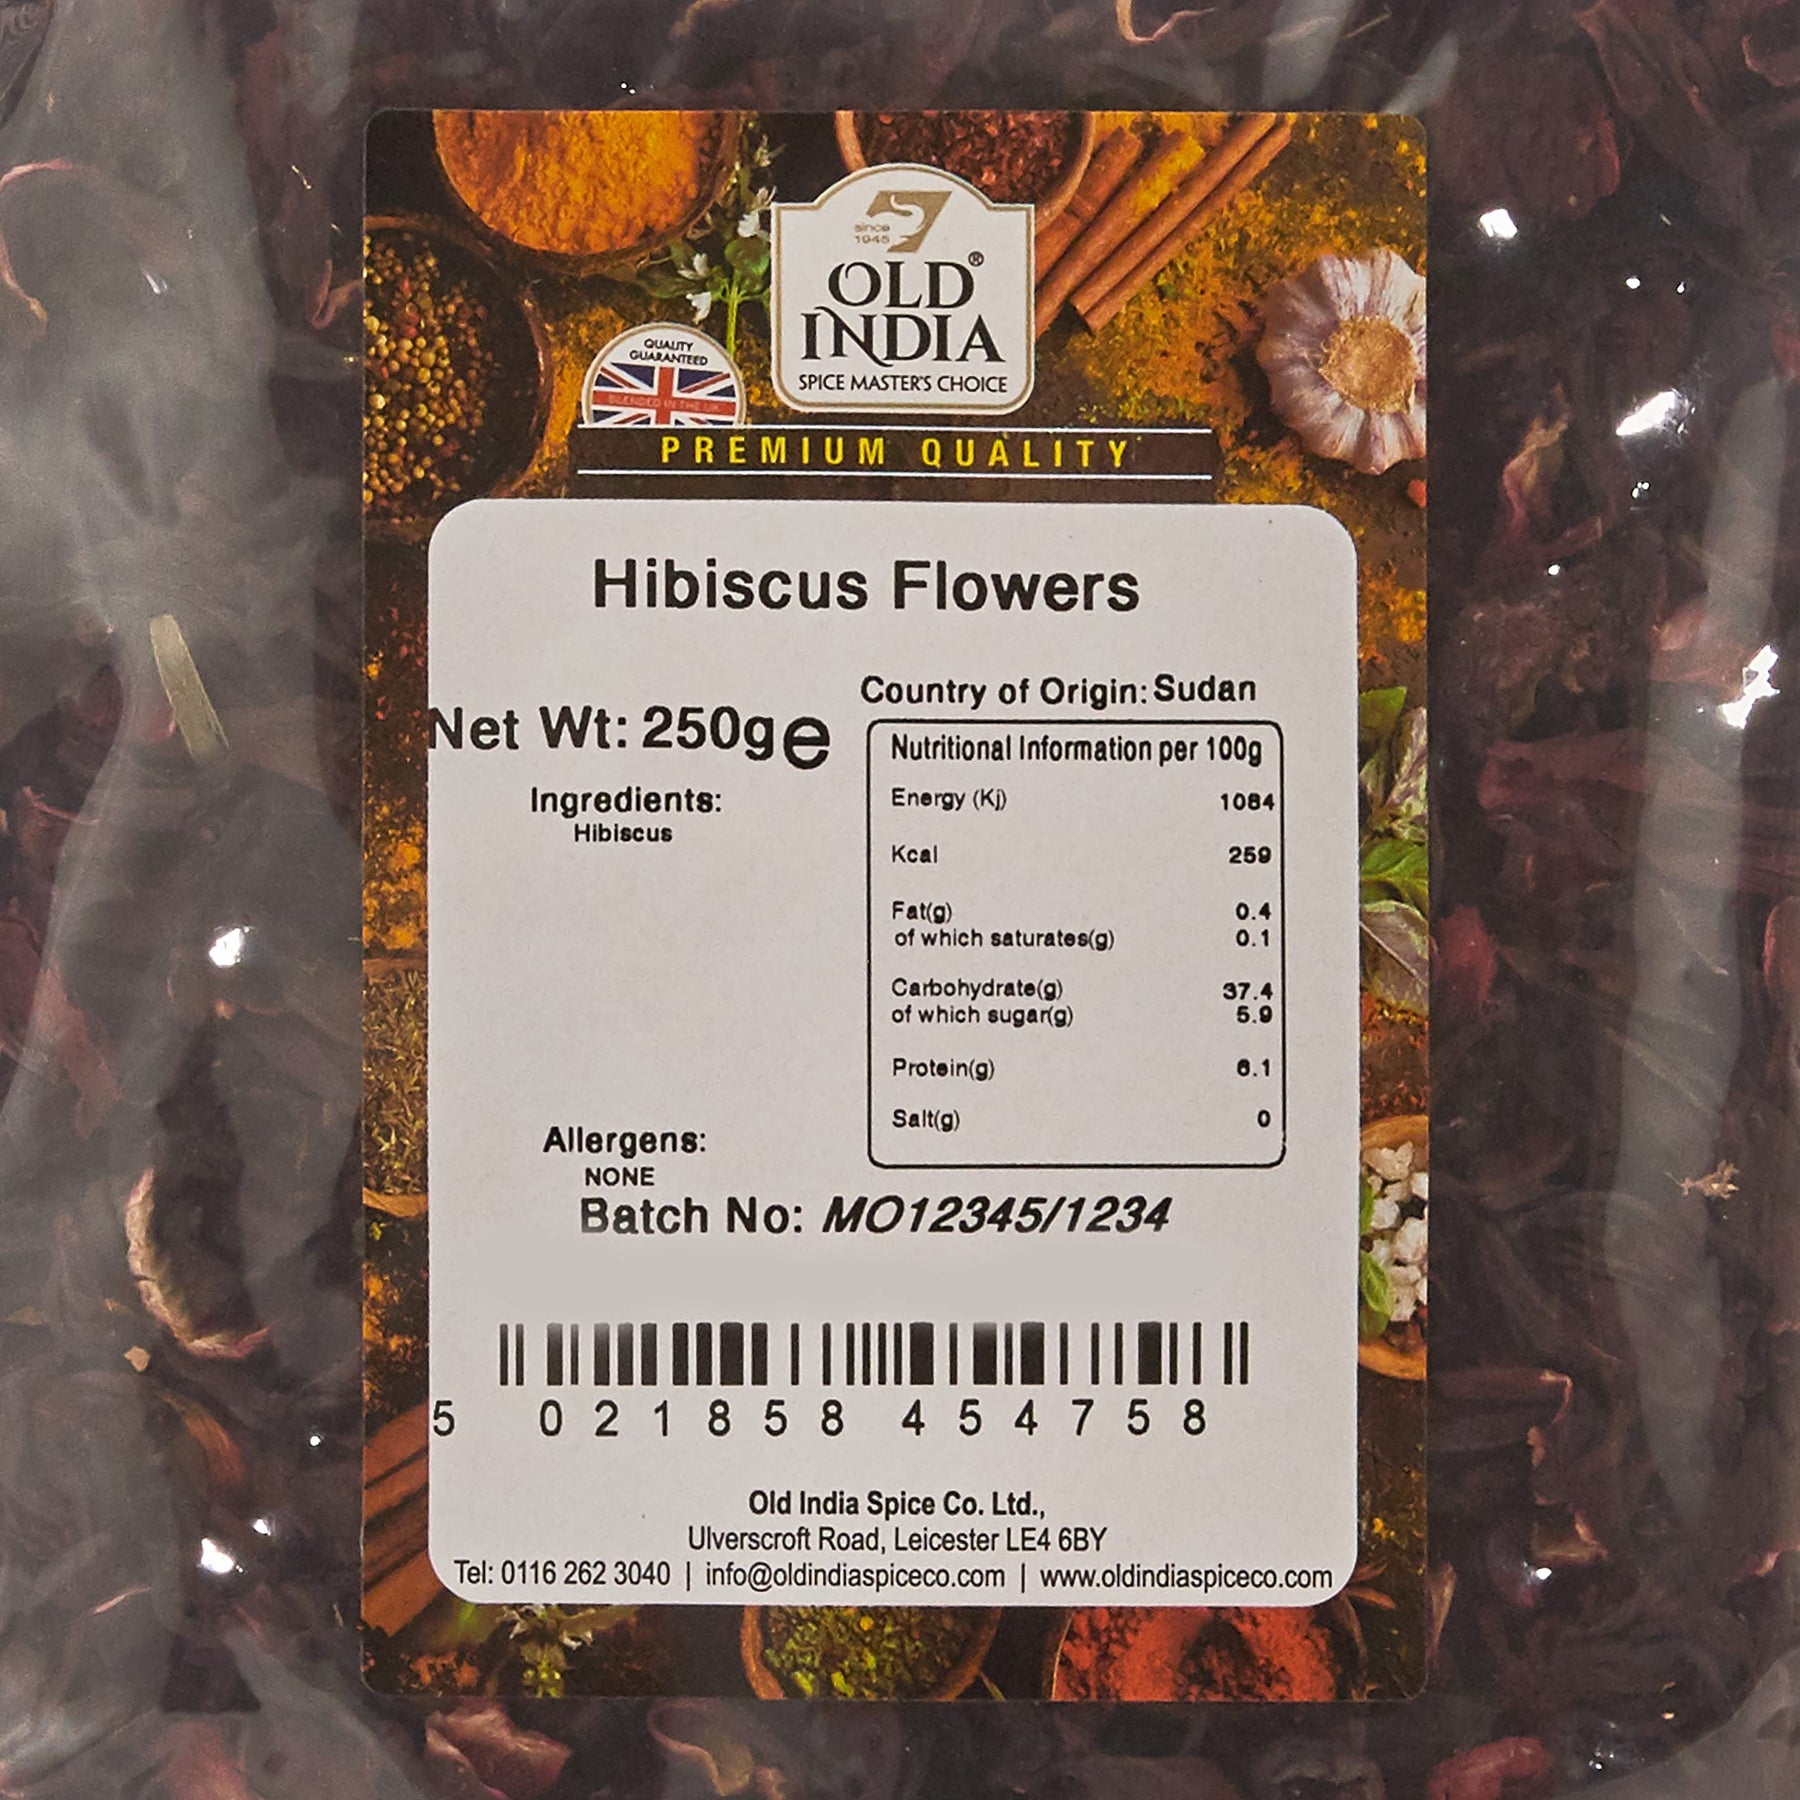 since
1945
OLD®
INDIA
SPICE MASTER'S CHOICE
QUALITY
GUARANTEED
BLENDED IN THE UK
PREMIUM QUALITY
Hibiscus Flowers
Country of Origin: Sudan
Net Wt: 250g e
Nutritional Information per 100g
Ingredients:
Hibiscus
Energy (Kj) 1084
Kcal 259
Fat(g) 0.4
of which saturates(g) 0.1
Carbohydrate(g) 37.4
of which sugar(g) 5.9
Protein(g) 6.1
Salt(g) 0
Allergens:
NONE
Batch No: MO12345/1234
5 021858 454758
Old India Spice Co. Ltd.,
Ulverscroft Road, Leicester LE4 6BY
Tel: 0116 262 3040 | info@oldindiaspiceco.com | www.oldindiaspiceco.com